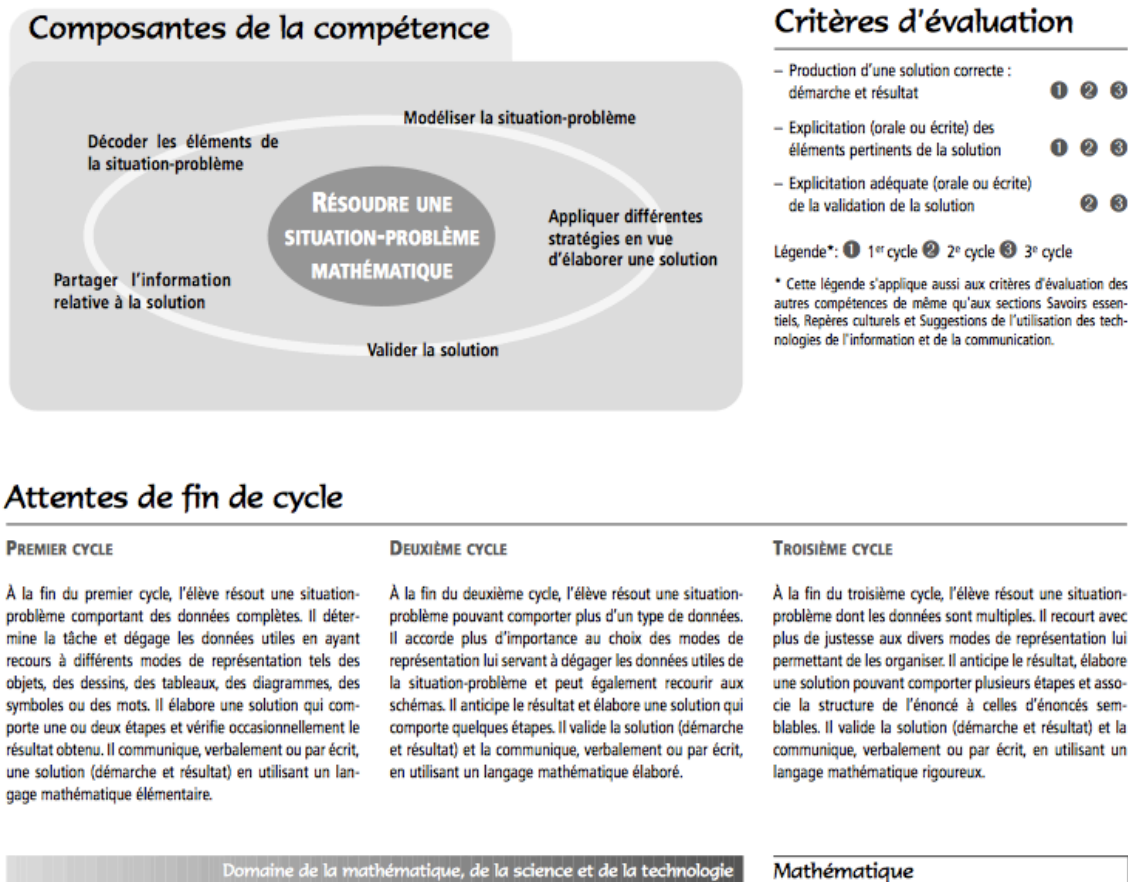 Composantes de la compétence
Modéliser la situation-problème
Décoder les éléments de
la situation-problème
RÉSOUDRE UNE
SITUATION-PROBLÈME
MATHÉMATIQUE
Appliquer différentes
stratégies en vue
d'élaborer une solution
Partager l'information
relative à la solution
Valider la solution
Critères d'évaluation
– Production d'une solution correcte :
démarche et résultat ❶ ❷ ❸
– Explicitation (orale ou écrite) des
éléments pertinents de la solution ❶ ❷ ❸
– Explicitation adéquate (orale ou écrite)
de la validation de la solution ❷ ❸
Légende*: ❶ 1er cycle ❷ 2e cycle ❸ 3e cycle
* Cette légende s'applique aussi aux critères d'évaluation des
autres compétences de même qu'aux sections Savoirs essen-
tiels, Repères culturels et Suggestions de l'utilisation des tech-
nologies de l'information et de la communication.
Attentes de fin de cycle
PREMIER CYCLE
À la fin du premier cycle, l'élève résout une situation-
problème comportant des données complètes. Il déter-
mine la tâche et dégage les données utiles en ayant
recours à différents modes de représentation tels des
objets, des dessins, des tableaux, des diagrammes, des
symboles ou des mots. Il élabore une solution qui com-
porte une ou deux étapes et vérifie occasionnellement le
résultat obtenu. Il communique, verbalement ou par écrit,
une solution (démarche et résultat) en utilisant un lan-
gage mathématique élémentaire.
DEUXIÈME CYCLE
À la fin du deuxième cycle, l'élève résout une situation-
problème pouvant comporter plus d'un type de données.
Il accorde plus d'importance au choix des modes de
représentation lui servant à dégager les données utiles de
la situation-problème et peut également recourir aux
schémas. Il anticipe le résultat et élabore une solution qui
comporte quelques étapes. Il valide la solution (démarche
et résultat) et la communique, verbalement ou par écrit,
en utilisant un langage mathématique élaboré.
TROISIÈME CYCLE
À la fin du troisième cycle, l'élève résout une situation-
problème dont les données sont multiples. Il recourt avec
plus de justesse aux divers modes de représentation lui
permettant de les organiser. Il anticipe le résultat, élabore
une solution pouvant comporter plusieurs étapes et asso-
cie la structure de l'énoncé à celles d'énoncés sem-
blables. Il valide la solution (démarche et résultat) et la
communique, verbalement ou par écrit, en utilisant un
langage mathématique rigoureux.
Domaine de la mathématique, de la science et de la technologie
Mathématique